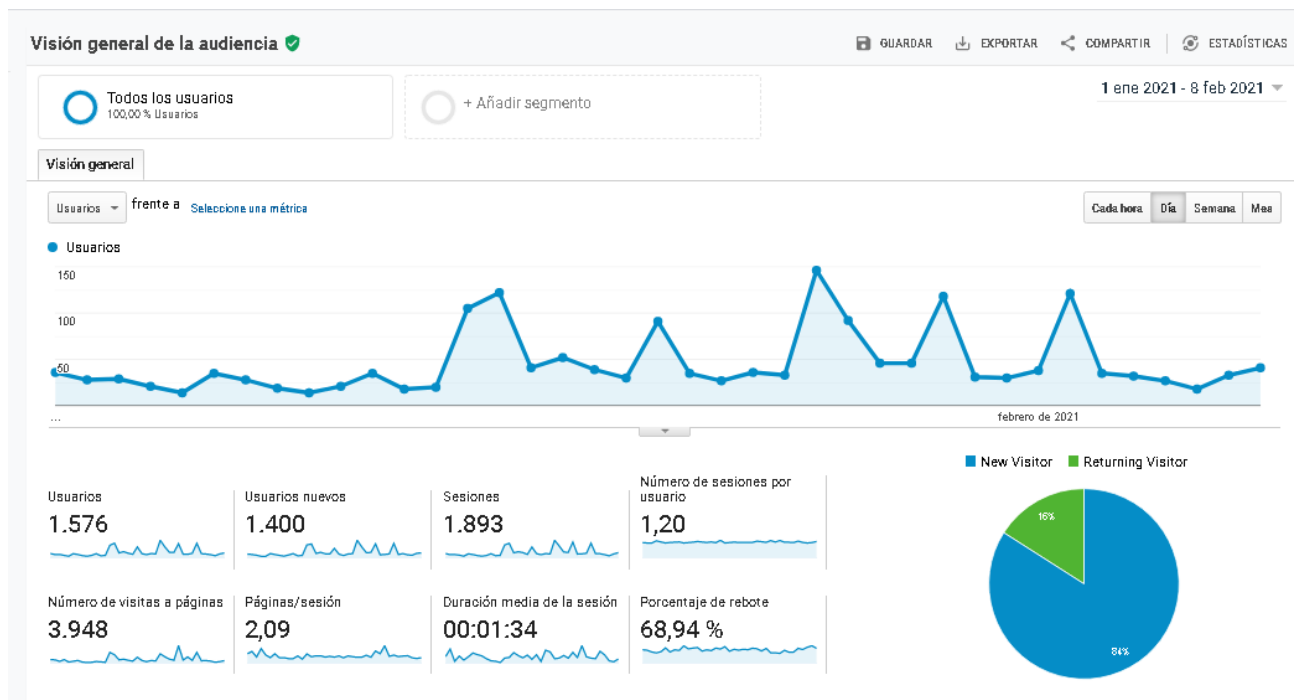 Visión general de la audiencia
GUARDAR EXPORTAR COMPARTIR ESTADÍSTICAS
Todos los usuarios
100,00 % Usuarios
+ Añadir segmento
1 ene 2021 - 8 feb 2021
Visión general
Usuarios frente a Seleccione una métrica
Cada hora Día Semana Mes
Usuarios
150
100
50
...
febrero de 2021
New Visitor Returning Visitor
Usuarios
1.576
Usuarios nuevos
1.400
Sesiones
1.893
Número de sesiones por
usuario
1,20
Número de visitas a páginas
3.948
Páginas/sesión
2,09
Duración media de la sesión
00:01:34
Porcentaje de rebote
68,94 %
16%
84%